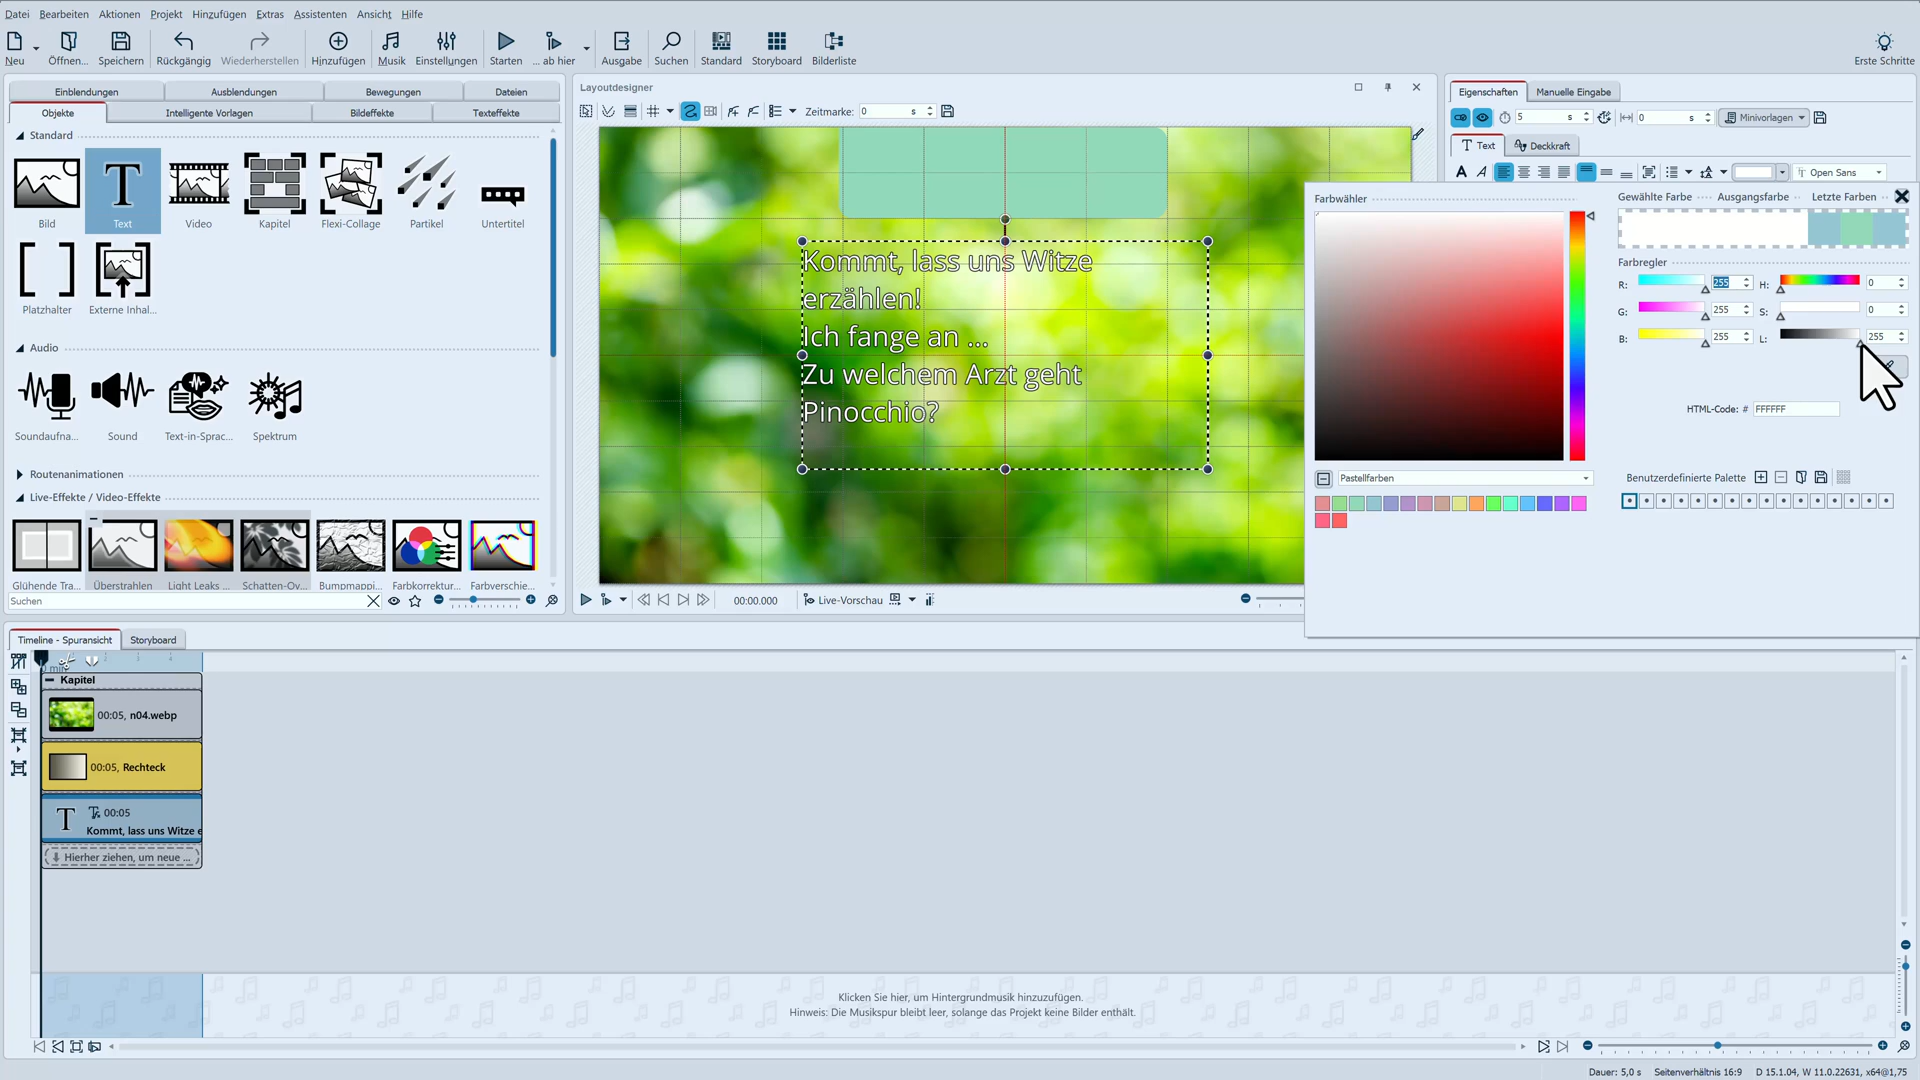 Datei Bearbeiten Aktionen Projekt Hinzufügen Extras Assistenten Ansicht Hilfe
Neu Öffnen... Speichern Rückgängig Wiederherstellen Hinzufügen Musik Einstellungen Starten ... ab hier Ausgabe Suchen Standard Storyboard Bilderliste Erste Schritte
Einblendungen Ausblendungen Bewegungen Dateien
Objekte Intelligente Vorlagen Bildeffekte Texteffekte
Standard
Bild Text Video Kapitel Flexi-Collage Partikel Untertitel
Platzhalter Externe Inhal...
Audio
Soundaufna... Sound Text-in-Sprac... Spektrum
Routenanimationen
Live-Effekte / Video-Effekte
Glühende Tra... Überstrahlen Light Leaks ... Schatten-Ov... Bumpmappi... Farbkorrektur... Farbverschie...
Suchen
Layoutdesigner
Zeitmarke: 0 s
Kommt, lass uns Witze
erzählen!
Ich fange an ...
Zu welchem Arzt geht
Pinocchio?
00:00.000 Live-Vorschau
Eigenschaften Manuelle Eingabe
5 s 0 s Minivorlagen
Text Deckkraft
A A Open Sans
Farbwähler Gewählte Farbe Ausgangsfarbe Letzte Farben
Farbregler
R: 255 H: 0
G: 255 S: 0
B: 255 L: 255
HTML-Code: # FFFFFF
Pastellfarben Benutzerdefinierte Palette
Timeline - Spuransicht Storyboard
Kapitel
00:05, n04.webp
00:05, Rechteck
T 00:05
Kommt, lass uns Witze e
Hierher ziehen, um neue ...
Klicken Sie hier, um Hintergrundmusik hinzuzufügen.
Hinweis: Die Musikspur bleibt leer, solange das Projekt keine Bilder enthält.
Dauer: 5,0 s Seitenverhältnis 16:9 D 15.1.04, W 11.0.22631, x64@1,75